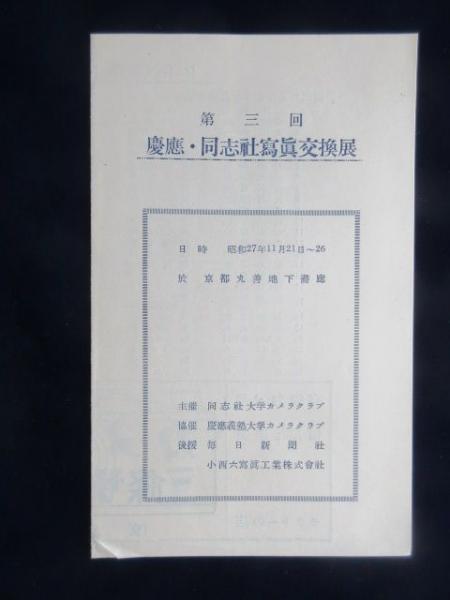 第三回
慶應・同志社寫眞交換展
日時 昭和27年11月21日〜26
於 京都丸善地下畵廊
主催 同志社大学カメラクラブ
協催 慶應義塾大学カメラクラブ
後援 毎日新聞社
小西六寫眞工業株式會社